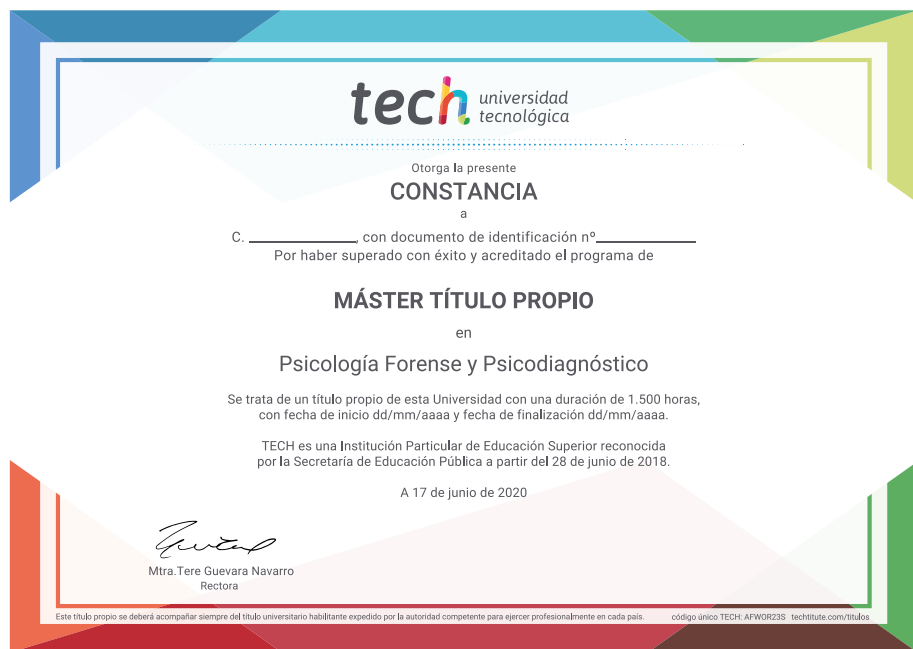 tech universidad
tecnológica
Otorga la presente
CONSTANCIA
a
C. ____________, con documento de identificación nº___________
Por haber superado con éxito y acreditado el programa de
MÁSTER TÍTULO PROPIO
en
Psicología Forense y Psicodiagnóstico
Se trata de un título propio de esta Universidad con una duración de 1.500 horas,
con fecha de inicio dd/mm/aaaa y fecha de finalización dd/mm/aaaa.
TECH es una Institución Particular de Educación Superior reconocida
por la Secretaría de Educación Pública a partir del 28 de junio de 2018.
A 17 de junio de 2020
Mtra.Tere Guevara Navarro
Rectora
Este título propio se deberá acompañar siempre del título universitario habilitante expedido por la autoridad competente para ejercer profesionalmente en cada país. código único TECH: AFWOR23S techtitute.com/titulos